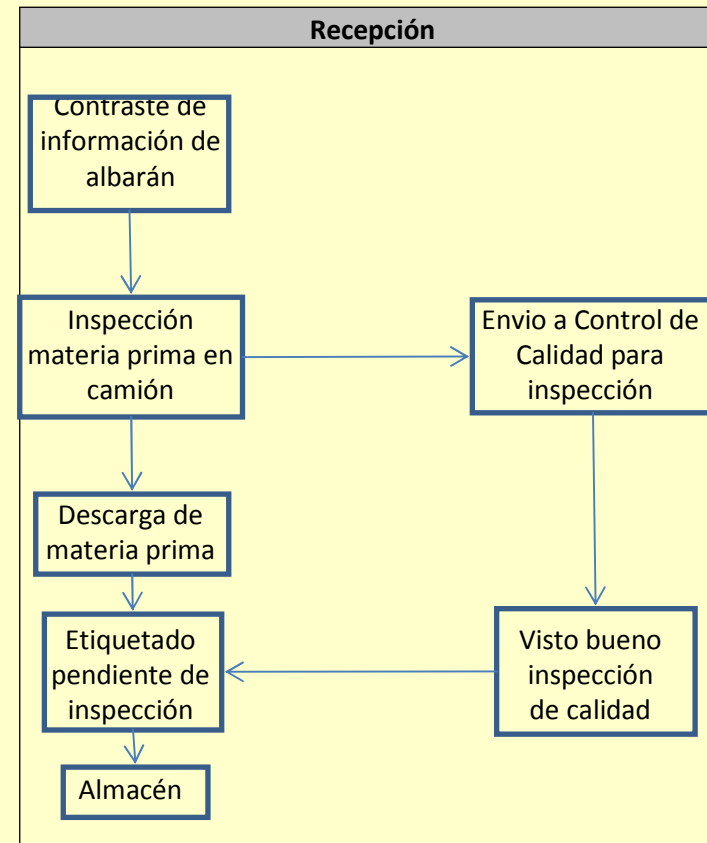 Recepción
Contraste de
información de
albarán
Inspección
materia prima en
camión
Envio a Control de
Calidad para
inspección
Descarga de
materia prima
Etiquetado
pendiente de
inspección
Visto bueno
inspección
de calidad
Almacén